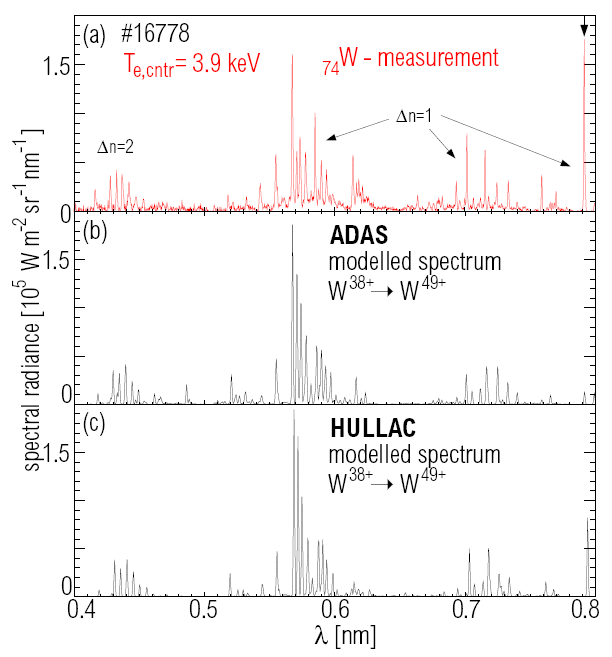 (a) #16778
T_e,cntr = 3.9 keV
₇₄W - measurement
1.5
Δn=2
Δn=1
0
(b)
ADAS
modelled spectrum
W³⁸⁺ → W⁴⁹⁺
1.5
0
(c)
HULLAC
modelled spectrum
W³⁸⁺ → W⁴⁹⁺
1.5
0
spectral radiance [10⁵ W m⁻² sr⁻¹ nm⁻¹]
0.4 0.5 0.6 0.7 0.8
λ [nm]